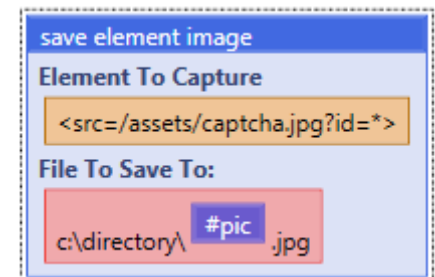 save element image
Element To Capture
<src=/assets/captcha.jpg?id=*>
File To Save To:
c:\directory\ #pic .jpg